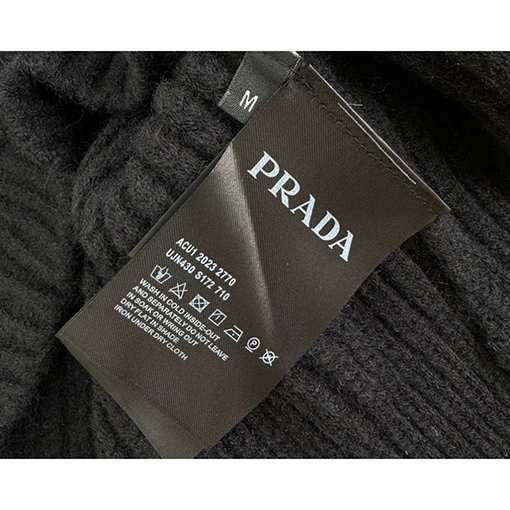 M
PRADA
ACU1 2023 2770
UJN430 S172 710
WASH IN COLD INSIDE-OUT
AND SEPARATELY DO NOT LEAVE
IN SOAK OR WRING OUT
DRY FLAT IN SHADE
IRON UNDER DRY CLOTH